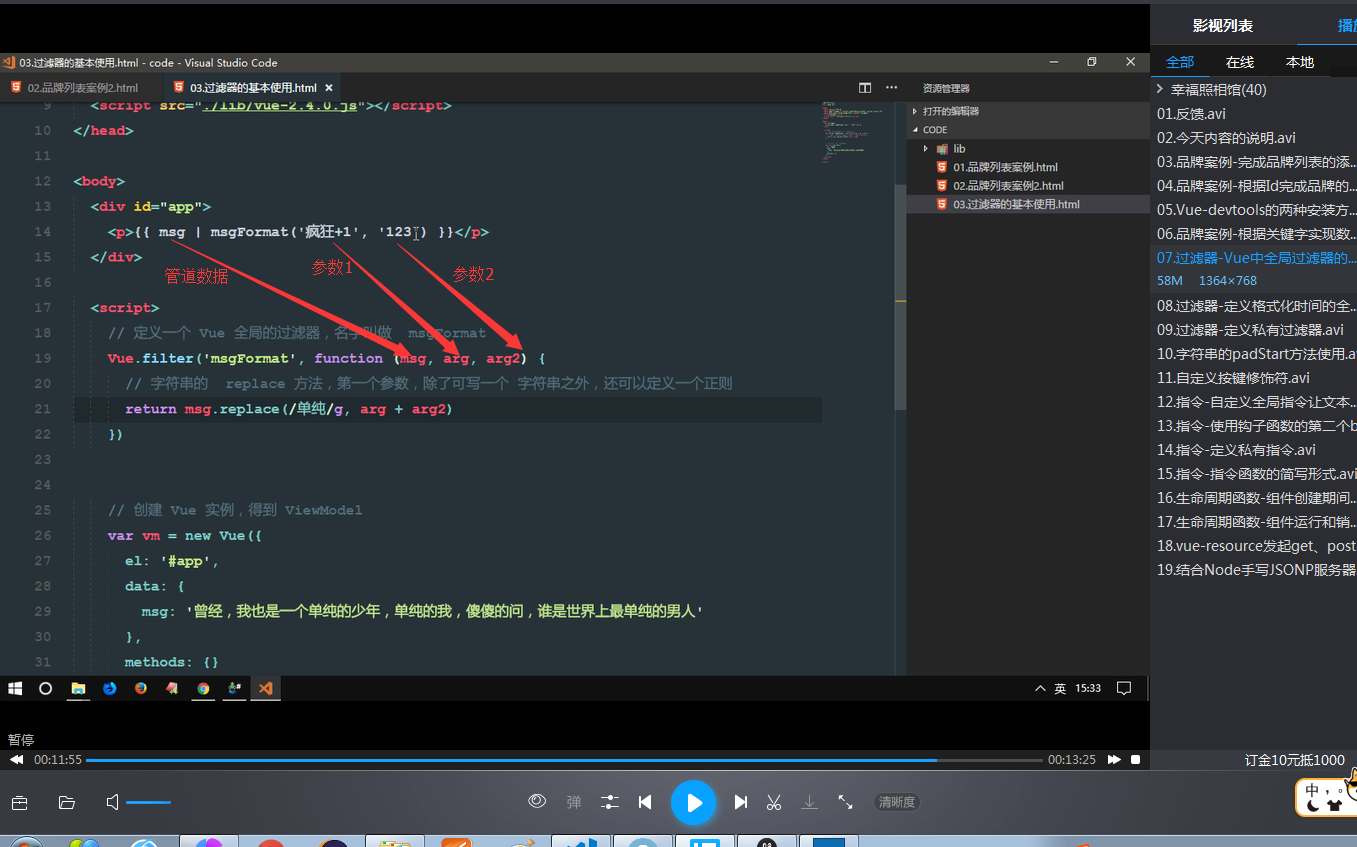 影视列表
全部 在线 本地
幸福照相馆(40)
01.反馈.avi
02.今天内容的说明.avi
03.品牌案例-完成品牌列表的添...
04.品牌案例-根据Id完成品牌的...
05.Vue-devtools的两种安装方...
06.品牌案例-根据关键字实现数...
07.过滤器-Vue中全局过滤器的...
58M 1364×768
08.过滤器-定义格式化时间的全...
09.过滤器-定义私有过滤器.avi
10.字符串的padStart方法使用.a
11.自定义按键修饰符.avi
12.指令-自定义全局指令让文本...
13.指令-使用钩子函数的第二个b
14.指令-定义私有指令.avi
15.指令-指令函数的简写形式.avi
16.生命周期函数-组件创建期间...
17.生命周期函数-组件运行和销...
18.vue-resource发起get、post
19.结合Node手写JSONP服务器
03.过滤器的基本使用.html - code - Visual Studio Code
02.品牌列表案例2.html 03.过滤器的基本使用.html ×
资源管理器
打开的编辑器
CODE
lib
01.品牌列表案例.html
02.品牌列表案例2.html
03.过滤器的基本使用.html
9 <script src="./lib/vue-2.4.0.js"></script>
10 </head>
11
12 <body>
13 <div id="app">
14 <p>{{ msg | msgFormat('疯狂+1', '123') }}</p>
15 </div>
管道数据 参数1 参数2
16
17 <script>
18 // 定义一个 Vue 全局的过滤器，名字叫做 msgFormat
19 Vue.filter('msgFormat', function (msg, arg, arg2) {
20 // 字符串的 replace 方法，第一个参数，除了可写一个 字符串之外，还可以定义一个正则
21 return msg.replace(/单纯/g, arg + arg2)
22 })
23
24
25 // 创建 Vue 实例，得到 ViewModel
26 var vm = new Vue({
27 el: '#app',
28 data: {
29 msg: '曾经，我也是一个单纯的少年，单纯的我，傻傻的问，谁是世界上最单纯的男人'
30 },
31 methods: {}
英 15:33
暂停
00:11:55 00:13:25
订金10元抵1000
弹 清晰度
中